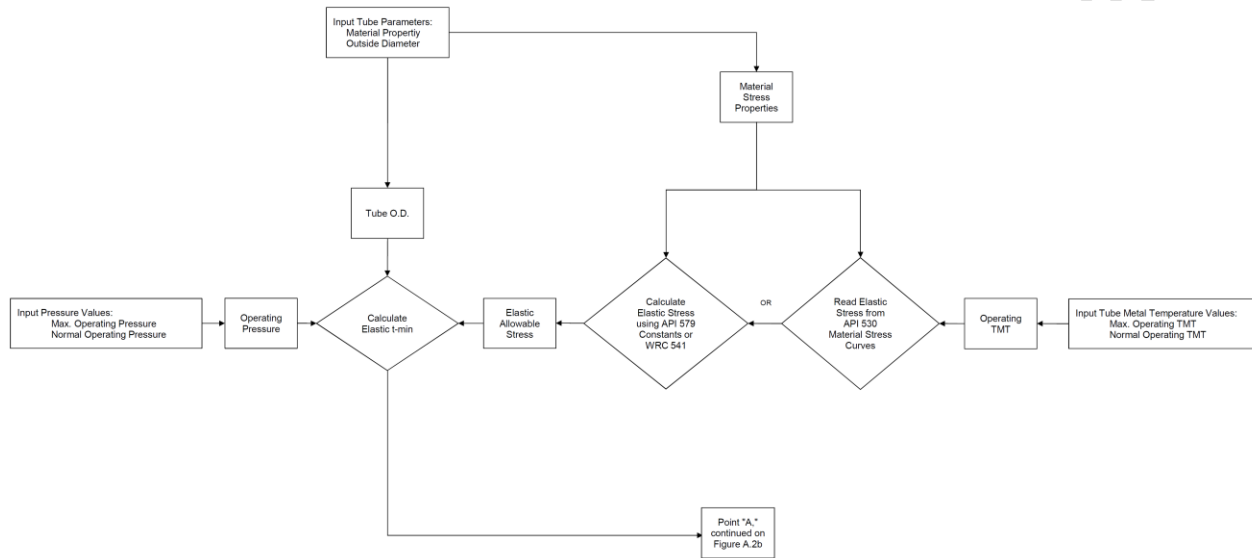 Input Tube Parameters:
Material Propertiy
Outside Diameter
Material
Stress
Properties
Tube O.D.
Input Pressure Values:
Max. Operating Pressure
Normal Operating Pressure
Operating
Pressure
Calculate
Elastic t-min
Elastic
Allowable
Stress
Calculate
Elastic Stress
using API 579
Constants or
WRC 541
OR
Read Elastic
Stress from
API 530
Material Stress
Curves
Operating
TMT
Input Tube Metal Temperature Values:
Max. Operating TMT
Normal Operating TMT
Point "A,"
continued on
Figure A.2b